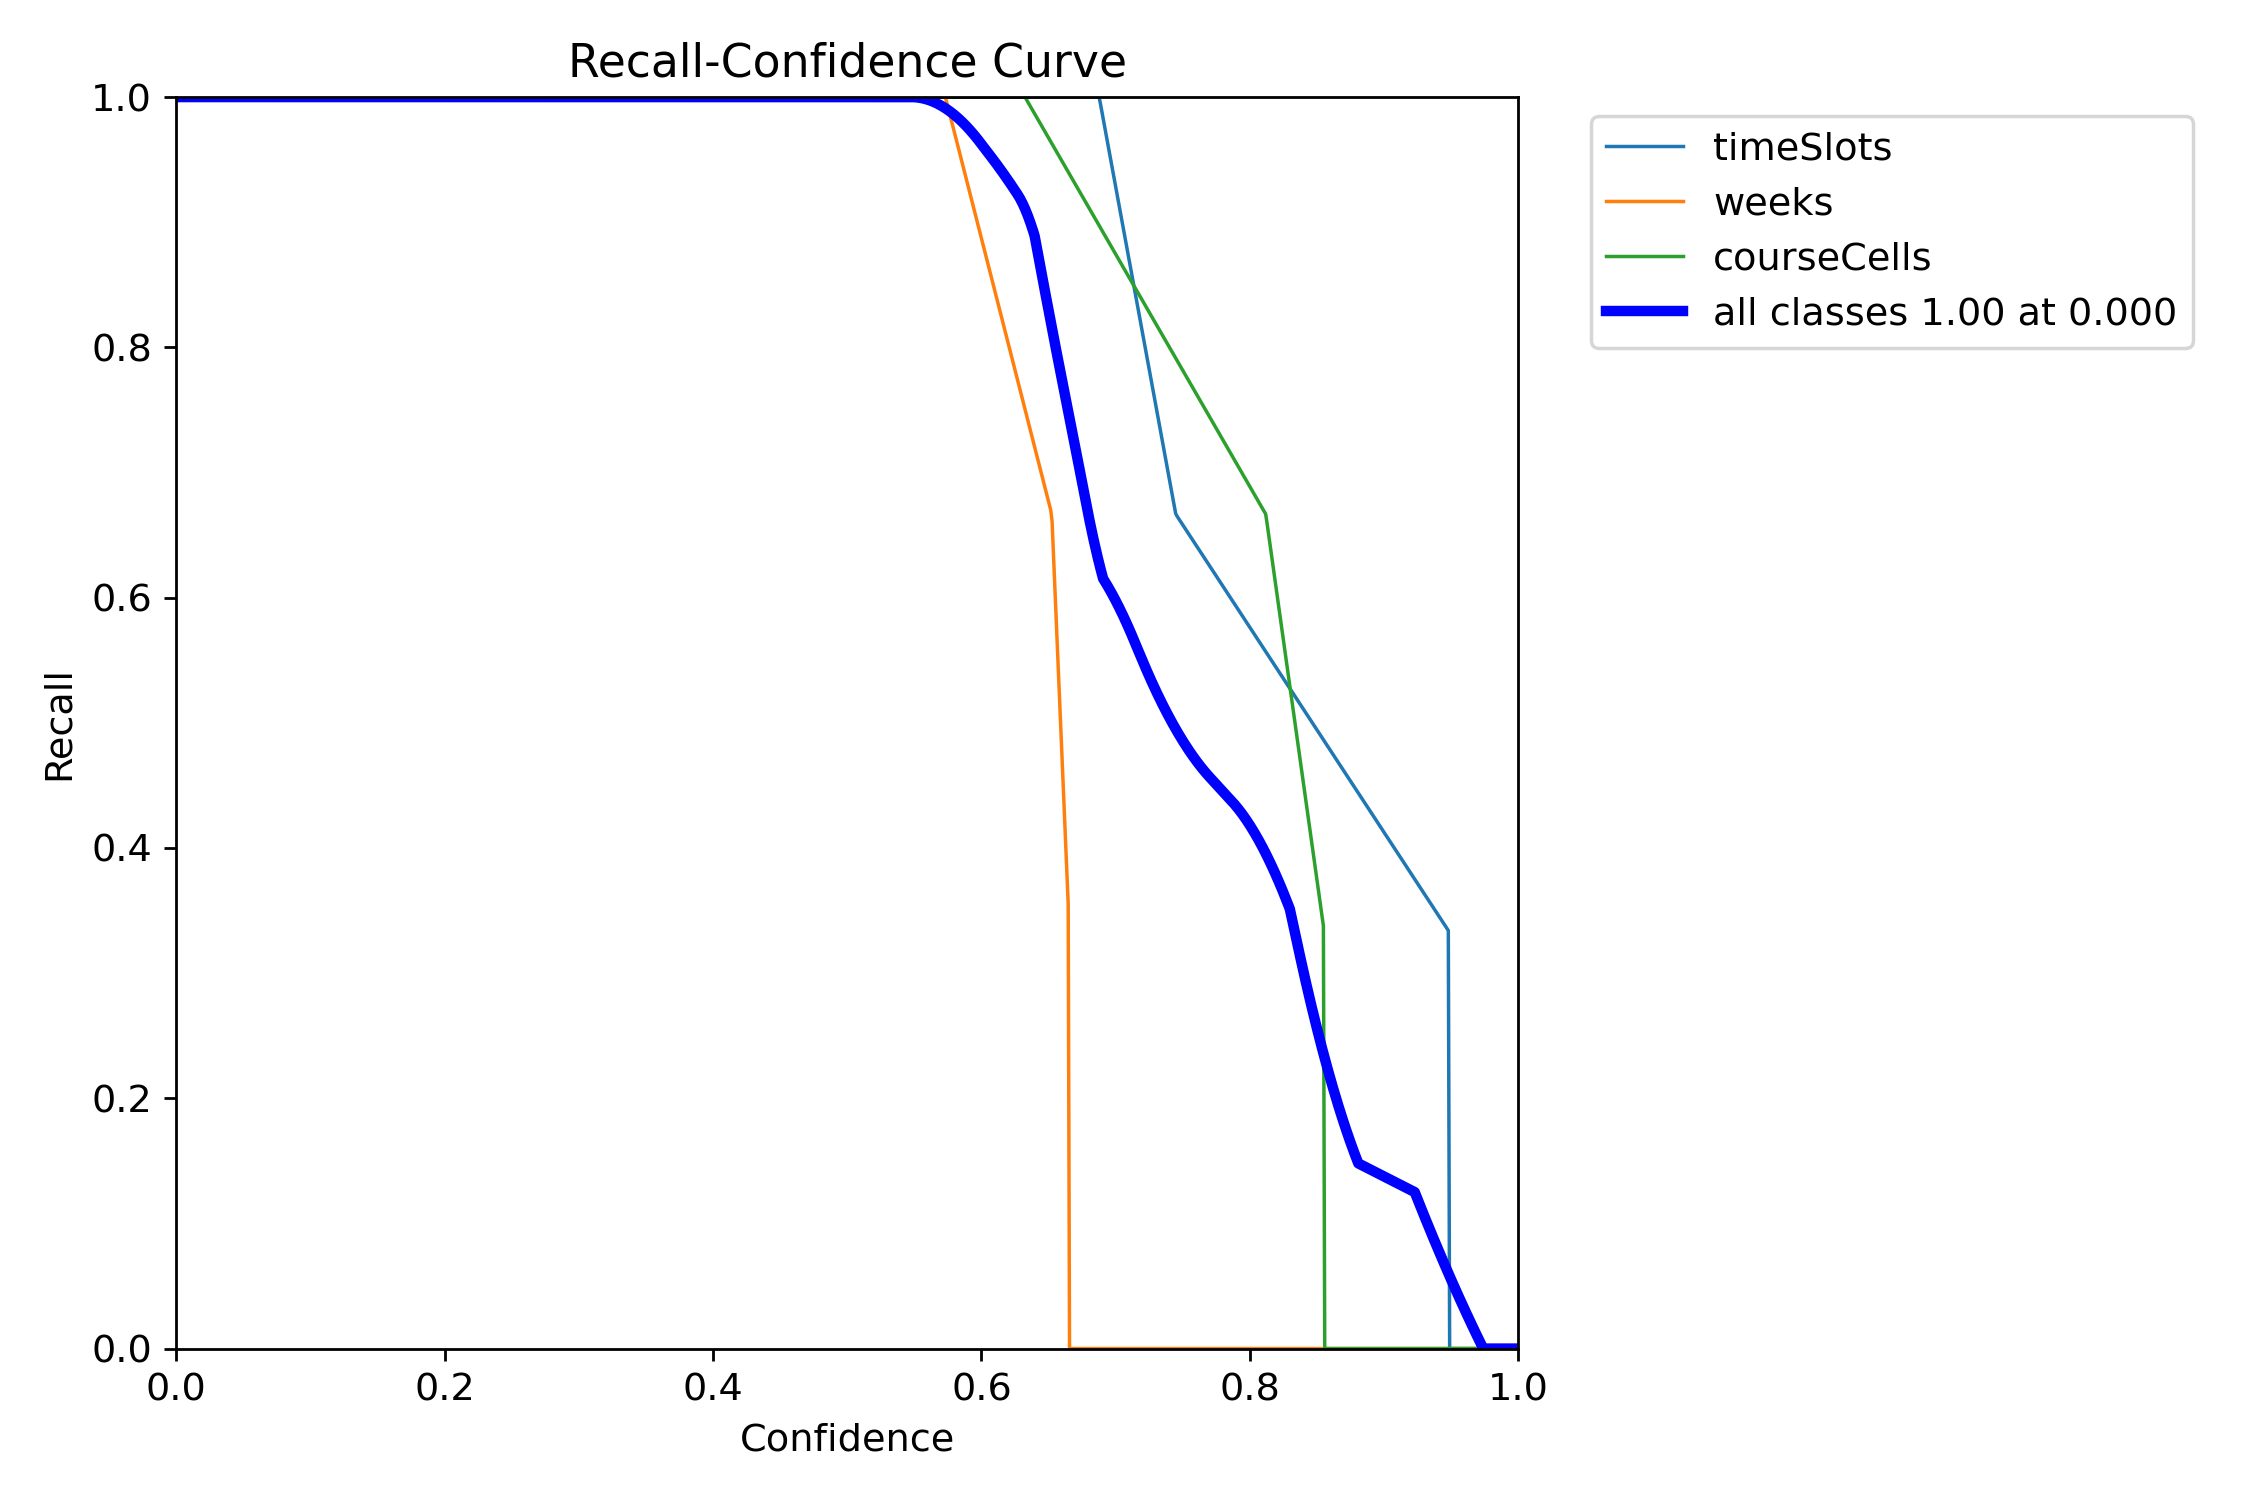 Recall-Confidence Curve
1.0
0.8
0.6
0.4
0.2
0.0
Recall
0.0 0.2 0.4 0.6 0.8 1.0
Confidence
timeSlots
weeks
courseCells
all classes 1.00 at 0.000